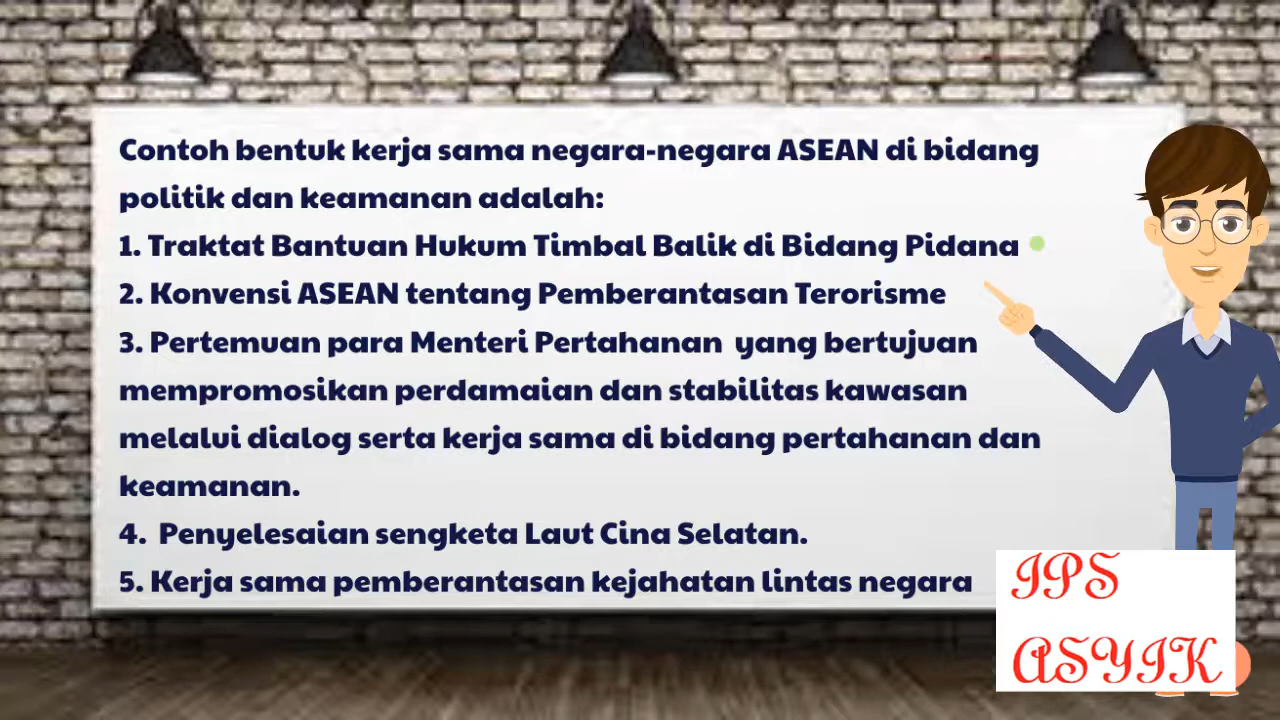 Contoh bentuk kerja sama negara-negara ASEAN di bidang
politik dan keamanan adalah:
1. Traktat Bantuan Hukum Timbal Balik di Bidang Pidana
2. Konvensi ASEAN tentang Pemberantasan Terorisme
3. Pertemuan para Menteri Pertahanan  yang bertujuan
mempromosikan perdamaian dan stabilitas kawasan
melalui dialog serta kerja sama di bidang pertahanan dan
keamanan.
4.  Penyelesaian sengketa Laut Cina Selatan.
5. Kerja sama pemberantasan kejahatan lintas negara
IPS
ASYIK